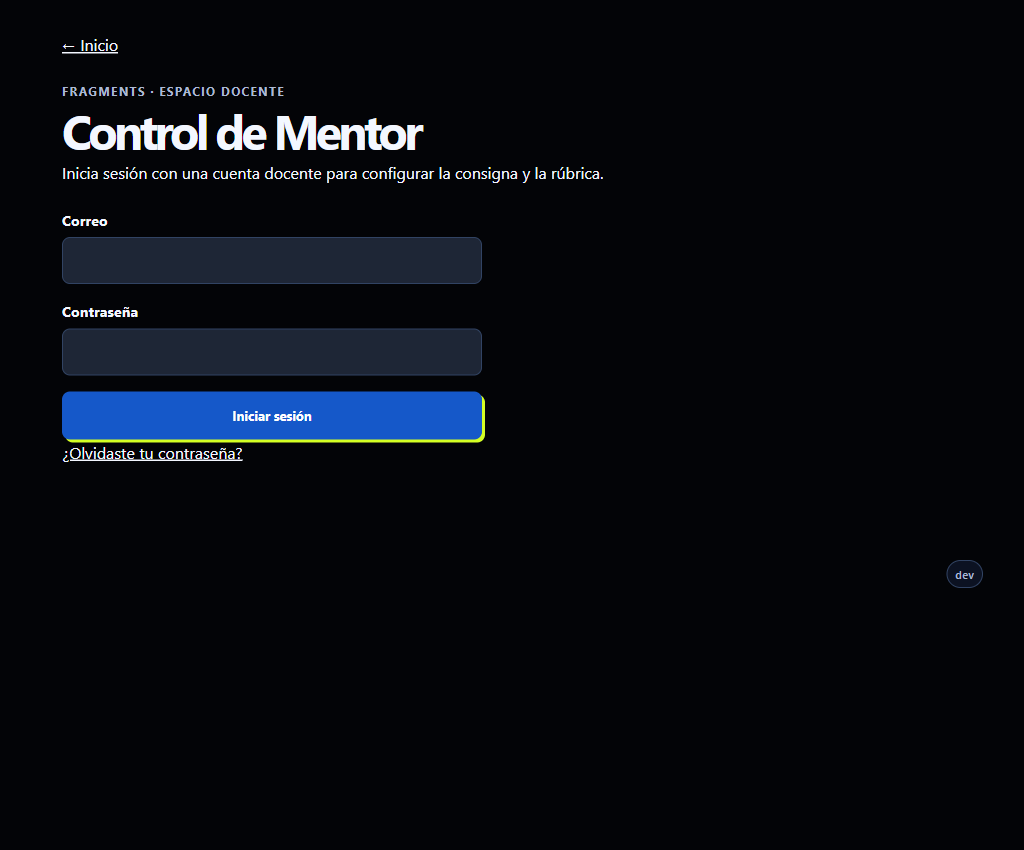 ← Inicio
FRAGMENTS · ESPACIO DOCENTE
Control de Mentor
Inicia sesión con una cuenta docente para configurar la consigna y la rúbrica.
Correo
Contraseña
Iniciar sesión
¿Olvidaste tu contraseña?
dev